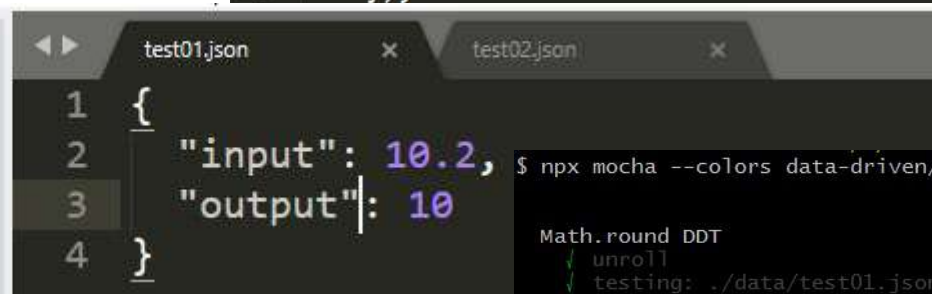 test01.json × test02.json ×
1 {
2 "input": 10.2,
3 "output": 10
4 }
$ npx mocha --colors data-driven/
Math.round DDT
√ unroll
√ testing: ./data/test01.json